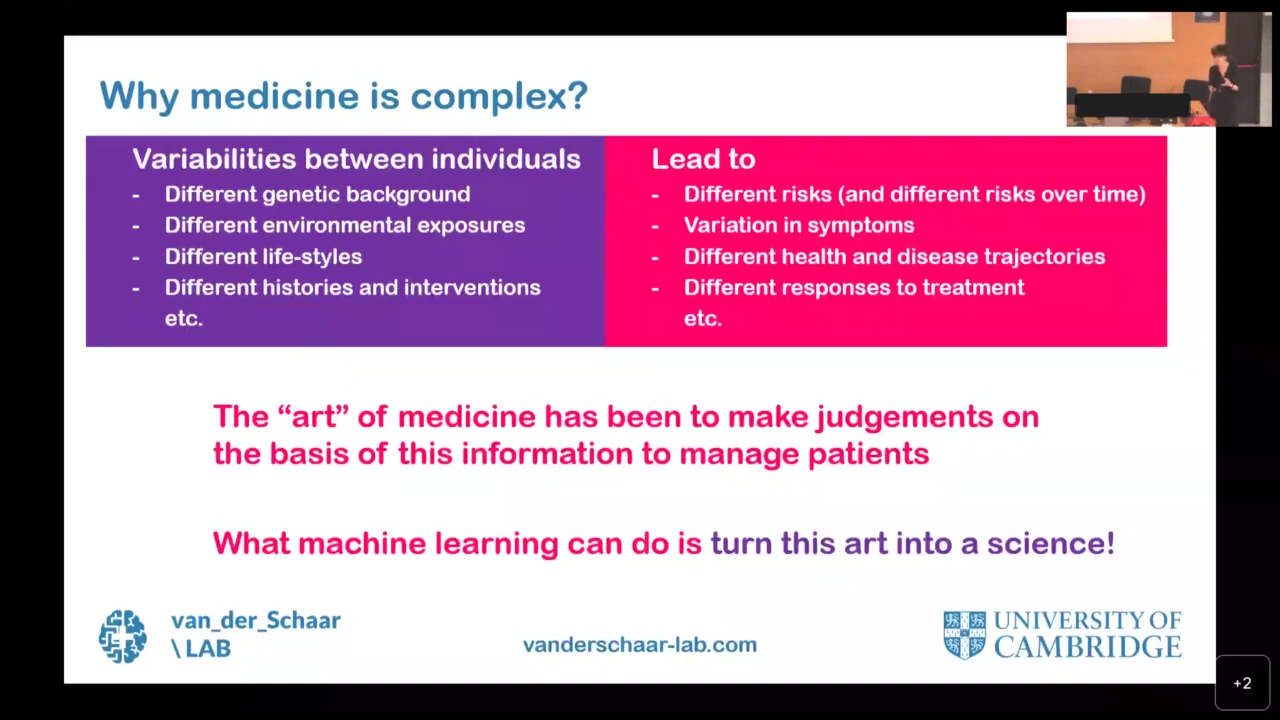 Why medicine is complex?
Variabilities between individuals
- Different genetic background
- Different environmental exposures
- Different life-styles
- Different histories and interventions
etc.
Lead to
- Different risks (and different risks over time)
- Variation in symptoms
- Different health and disease trajectories
- Different responses to treatment
etc.
The “art” of medicine has been to make judgements on
the basis of this information to manage patients
What machine learning can do is turn this art into a science!
van_der_Schaar
\ LAB
vanderschaar-lab.com
UNIVERSITY OF
CAMBRIDGE
+2